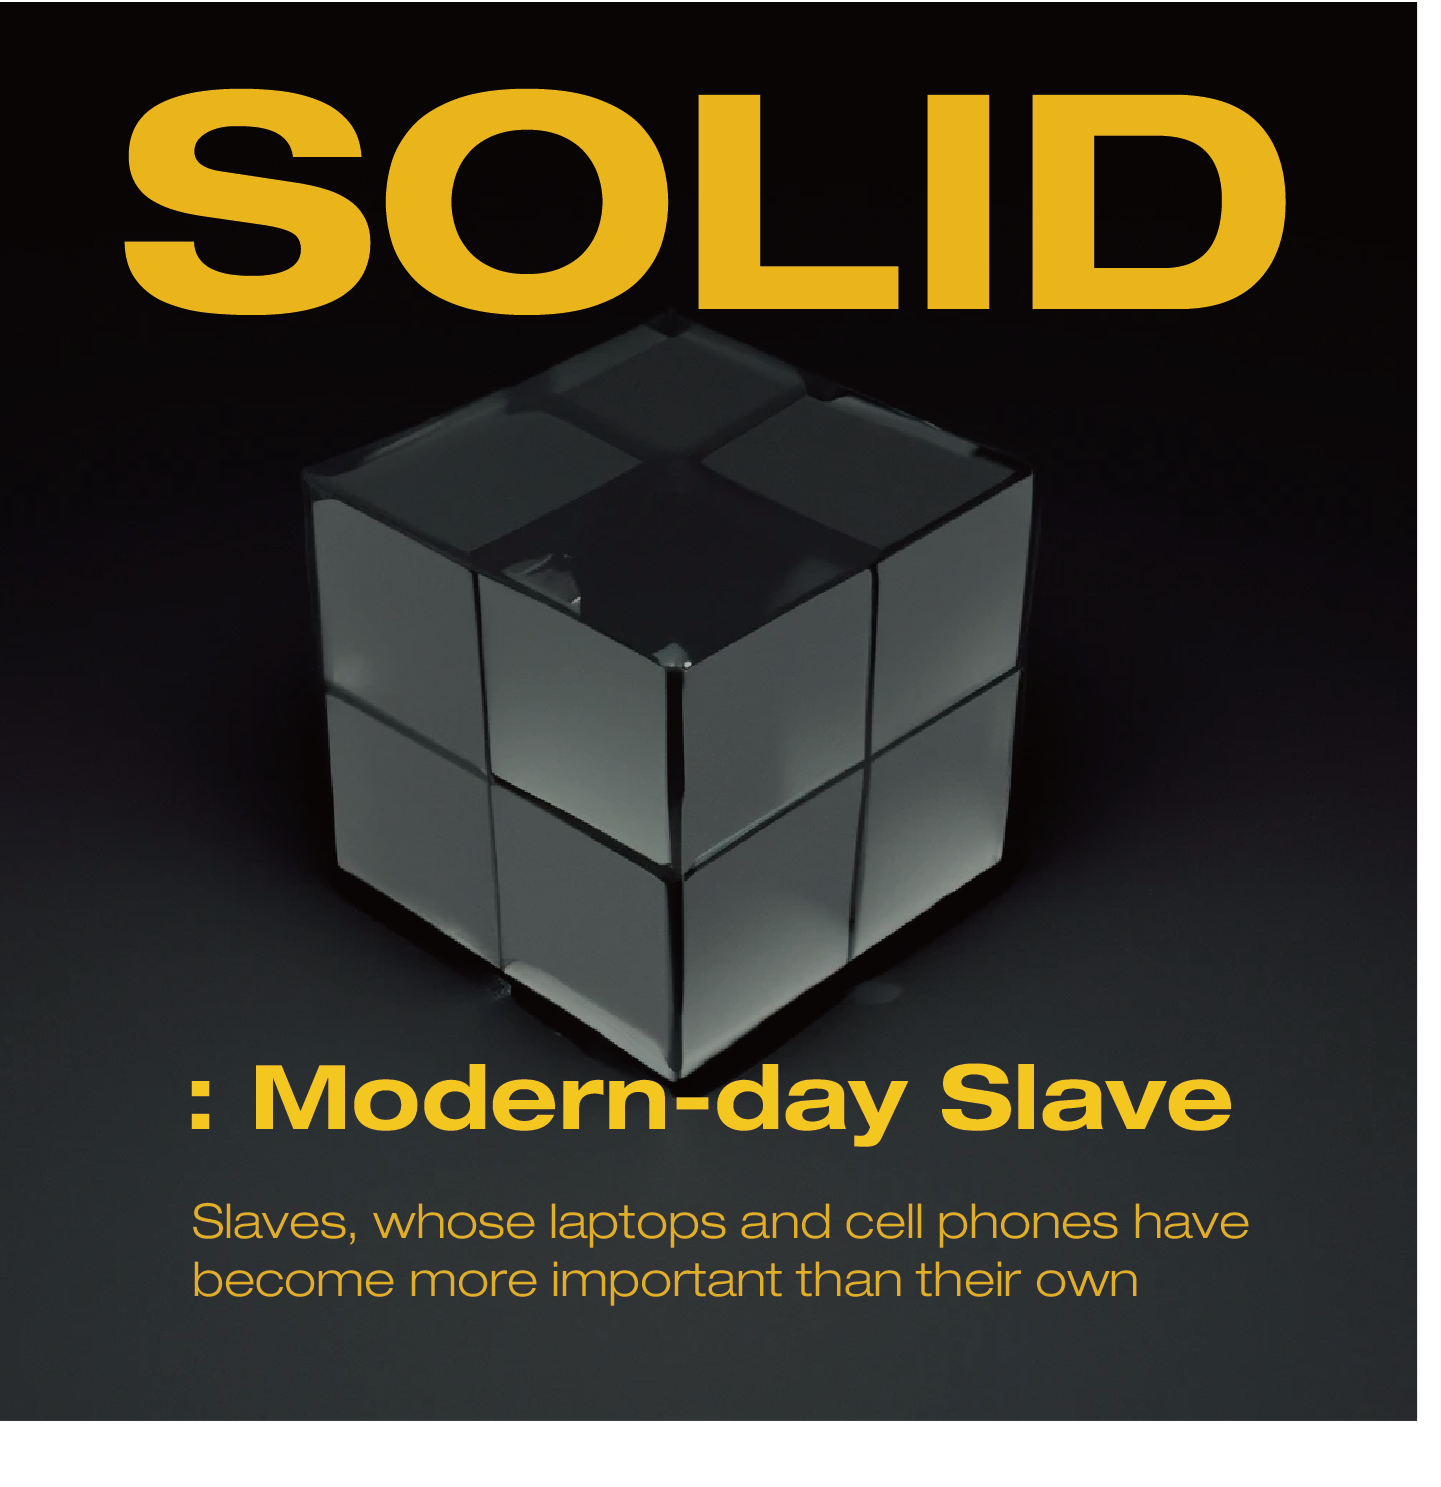 SOLID
: Modern-day Slave
Slaves, whose laptops and cell phones have
become more important than their own